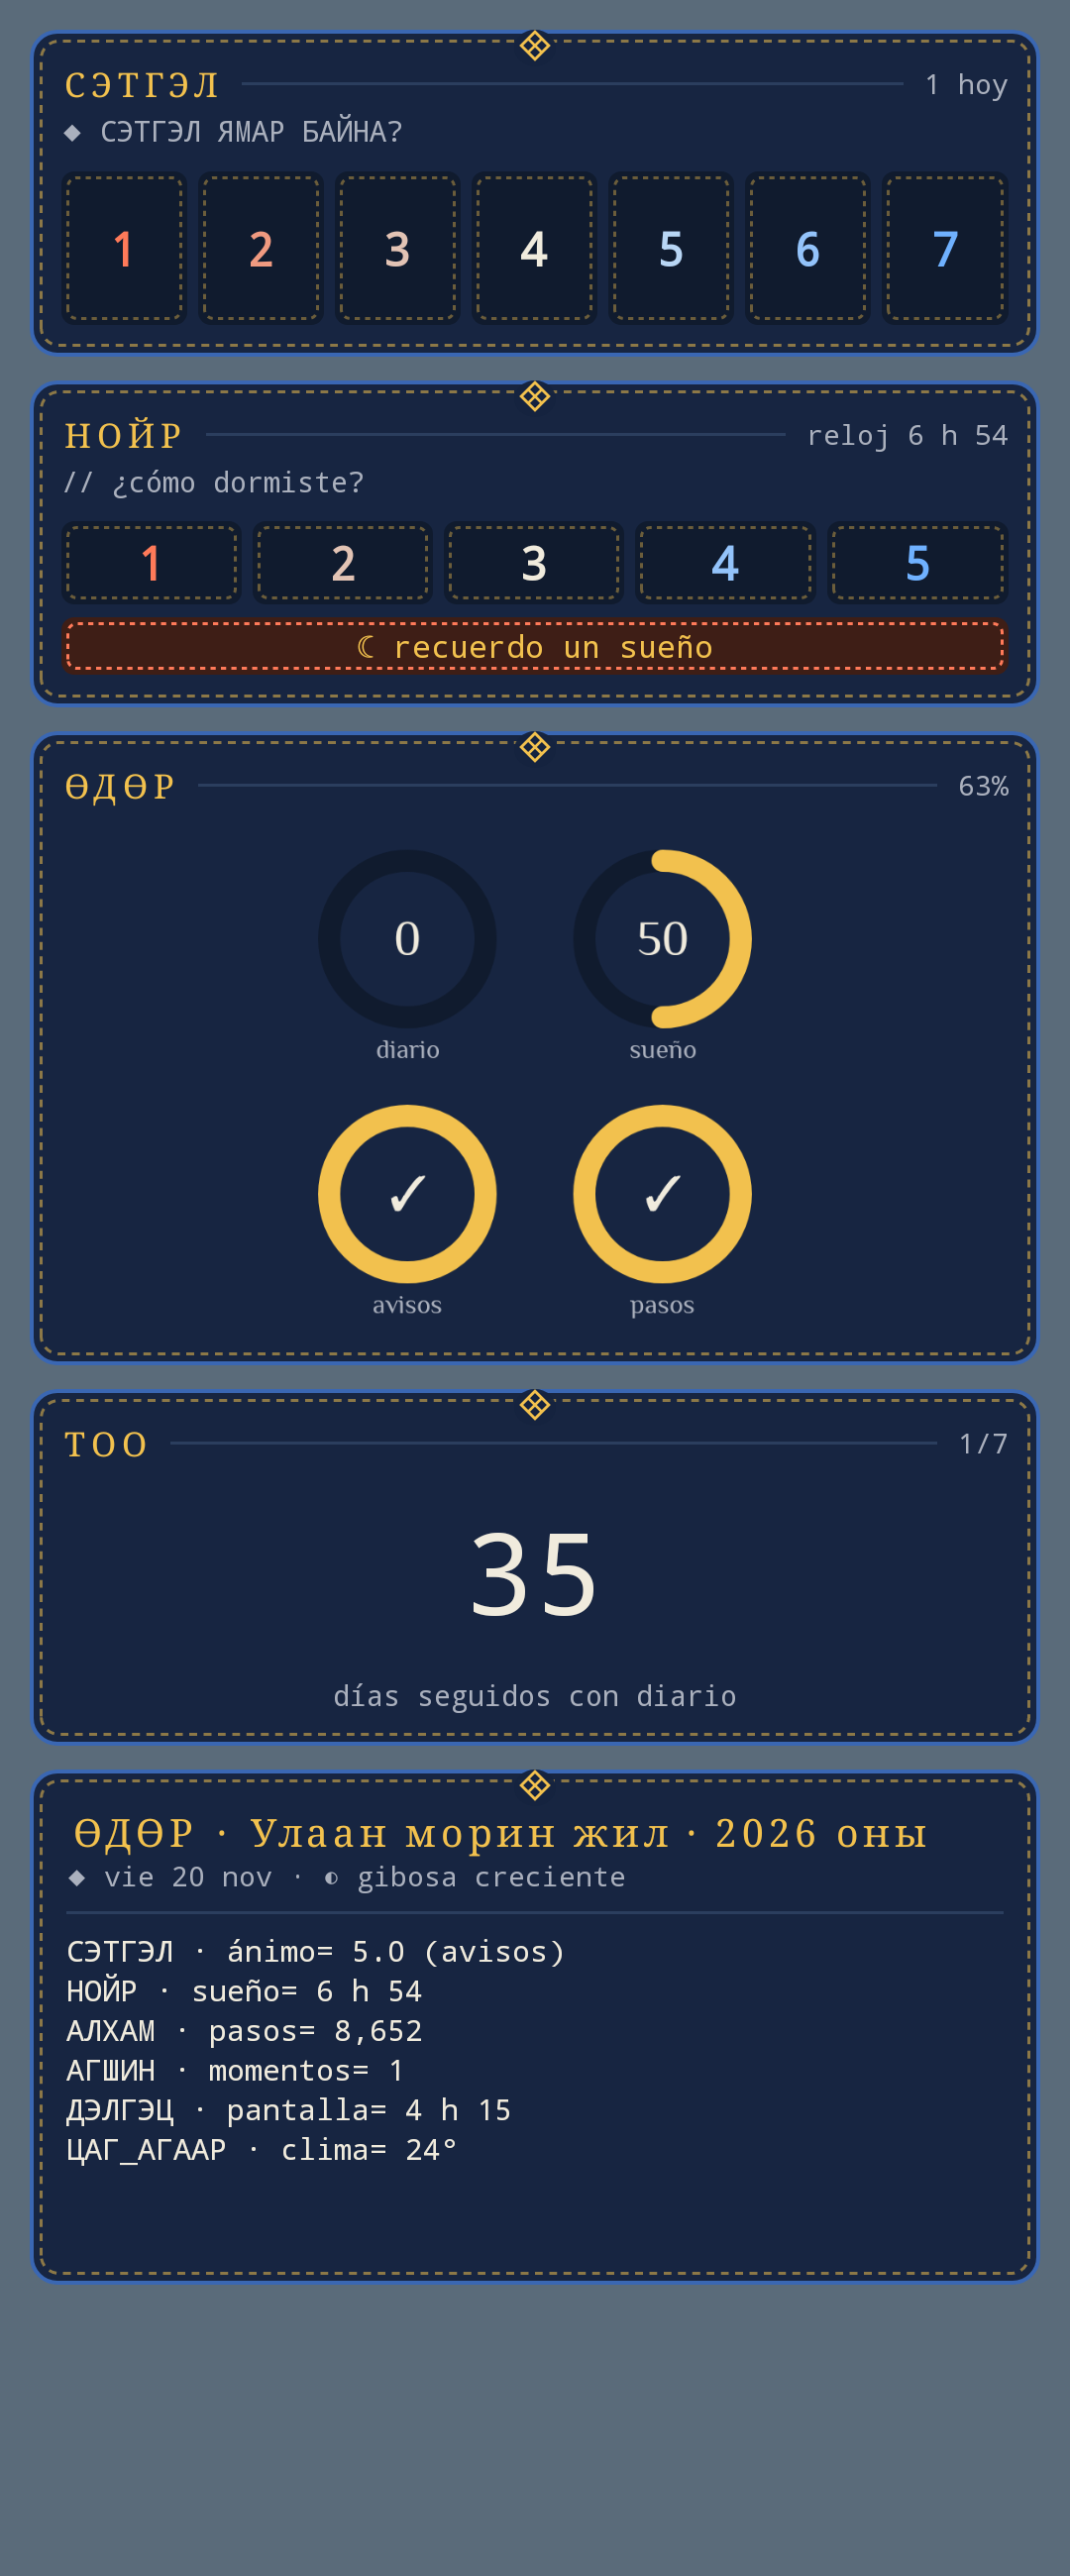 СЭТГЭЛ 1 hoy
◆ СЭТГЭЛ ЯМАР БАЙНА?
1 2 3 4 5 6 7
НОЙР reloj 6 h 54
// ¿cómo dormiste?
1 2 3 4 5
☾ recuerdo un sueño
ӨДӨР 63%
0 50
diario sueño
✓ ✓
avisos pasos
ТОО 1/7
35
días seguidos con diario
ӨДӨР · Улаан морин жил · 2026 оны
◆ vie 20 nov · ◐ gibosa creciente
СЭТГЭЛ · ánimo= 5.0 (avisos)
НОЙР · sueño= 6 h 54
АЛХАМ · pasos= 8,652
АГШИН · momentos= 1
ДЭЛГЭЦ · pantalla= 4 h 15
ЦАГ_АГААР · clima= 24°